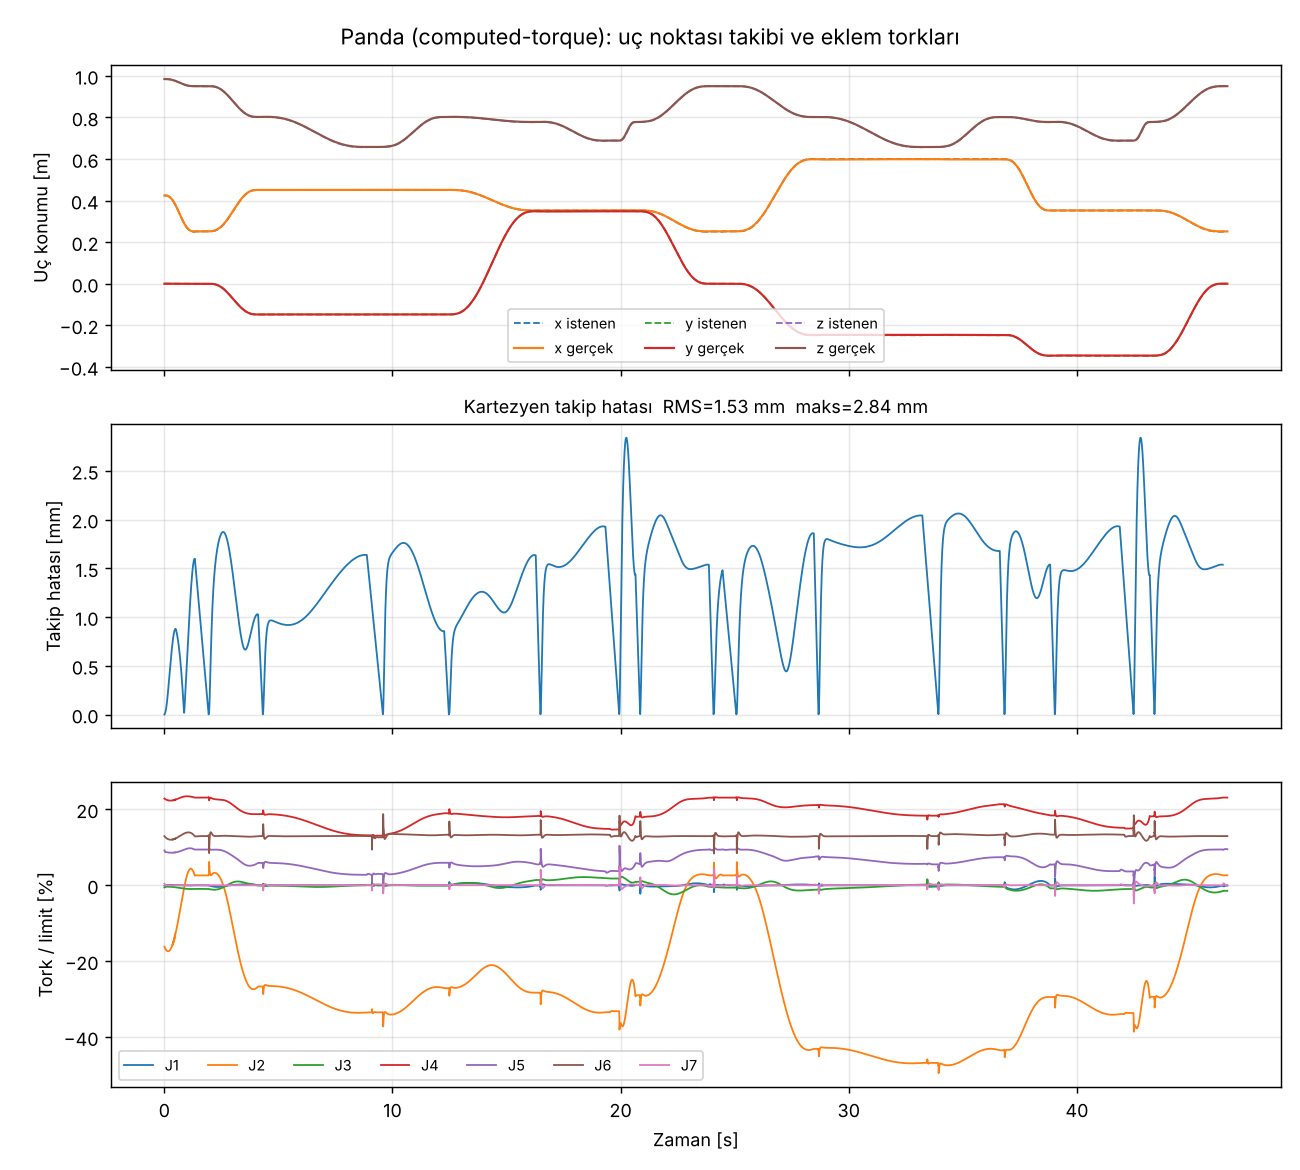 Panda (computed-torque): uç noktası takibi ve eklem torkları
1.0
0.8
0.6
0.4
0.2
0.0
−0.2
−0.4
Uç konumu [m]
x istenen y istenen z istenen
x gerçek y gerçek z gerçek
Kartezyen takip hatası RMS=1.53 mm maks=2.84 mm
2.5
2.0
1.5
1.0
0.5
0.0
Takip hatası [mm]
20
0
−20
−40
Tork / limit [%]
J1 J2 J3 J4 J5 J6 J7
0 10 20 30 40
Zaman [s]